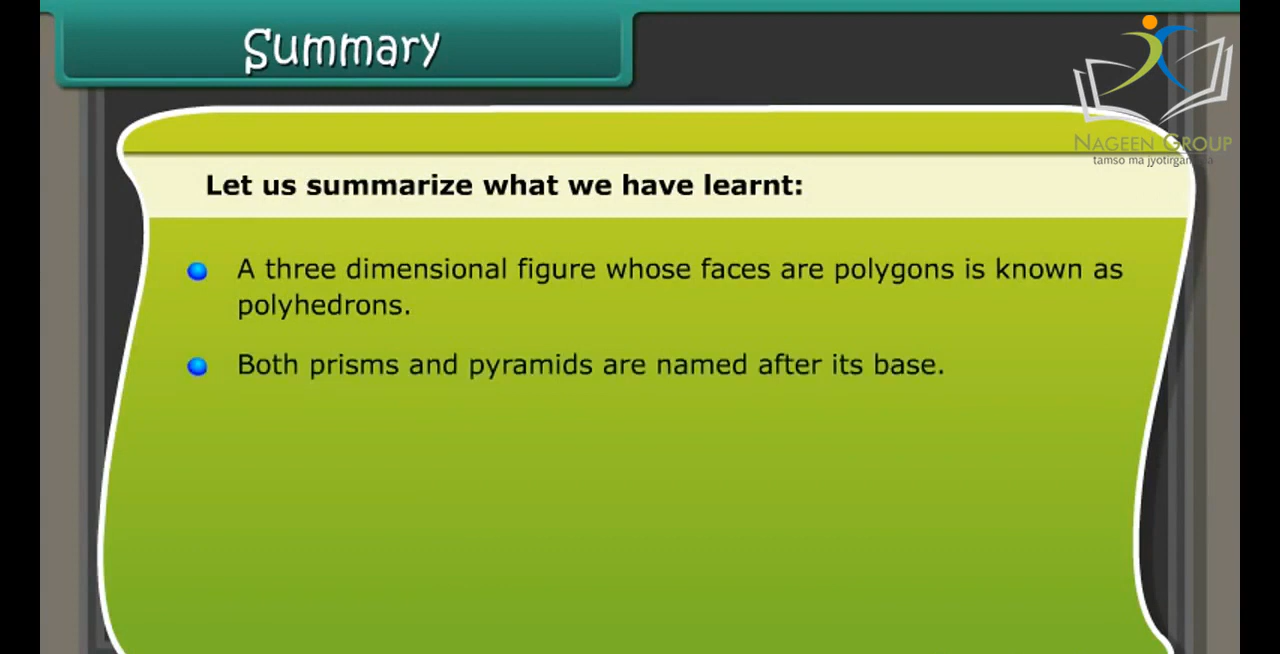 Summary
NAGEEN GROUP
Let us summarize what we have learnt:
A three dimensional figure whose faces are polygons is known as
polyhedrons.
Both prisms and pyramids are named after its base.